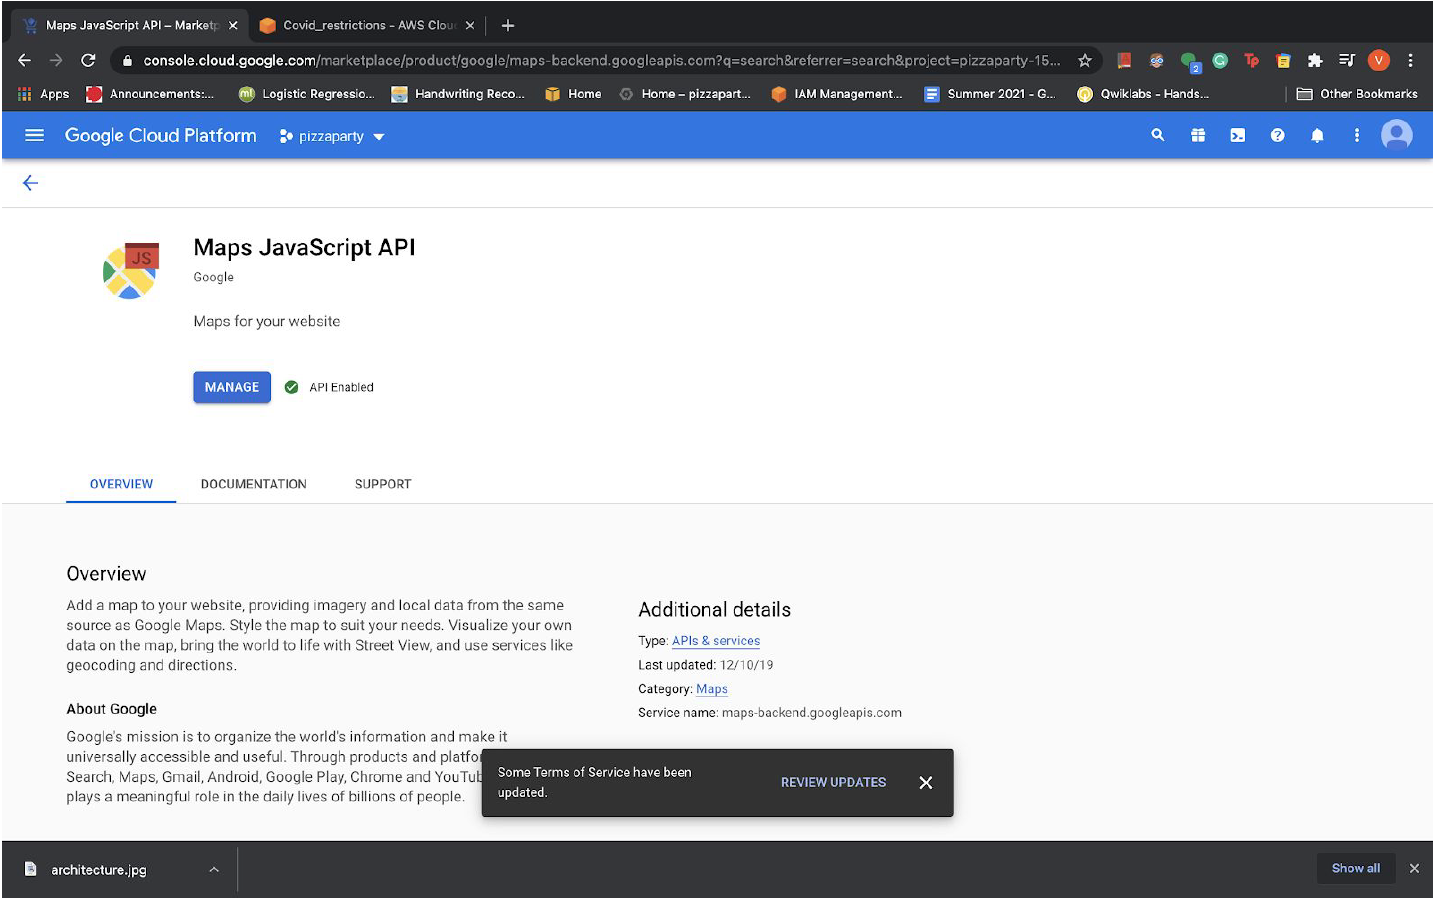 Maps JavaScript API – Marketp
Covid_restrictions - AWS Clou
console.cloud.google.com/marketplace/product/google/maps-backend.googleapis.com?q=search&referrer=search&project=pizzaparty-15...
2
Tp
V
Apps
Announcements:...
ml
Logistic Regressio...
Handwriting Reco...
Home
Home – pizzapart...
IAM Management...
Summer 2021 - G...
Qwiklabs - Hands...
Other Bookmarks
Google Cloud Platform
pizzaparty
JS
Maps JavaScript API
Google
Maps for your website
MANAGE
API Enabled
OVERVIEW
DOCUMENTATION
SUPPORT
Overview
Add a map to your website, providing imagery and local data from the same
source as Google Maps. Style the map to suit your needs. Visualize your own
data on the map, bring the world to life with Street View, and use services like
geocoding and directions.
About Google
Google's mission is to organize the world's information and make it
universally accessible and useful. Through products and platfor
Search, Maps, Gmail, Android, Google Play, Chrome and YouTub
plays a meaningful role in the daily lives of billions of people.
Additional details
Type: APIs & services
Last updated: 12/10/19
Category: Maps
Service name: maps-backend.googleapis.com
Some Terms of Service have been
updated.
REVIEW UPDATES
architecture.jpg
Show all